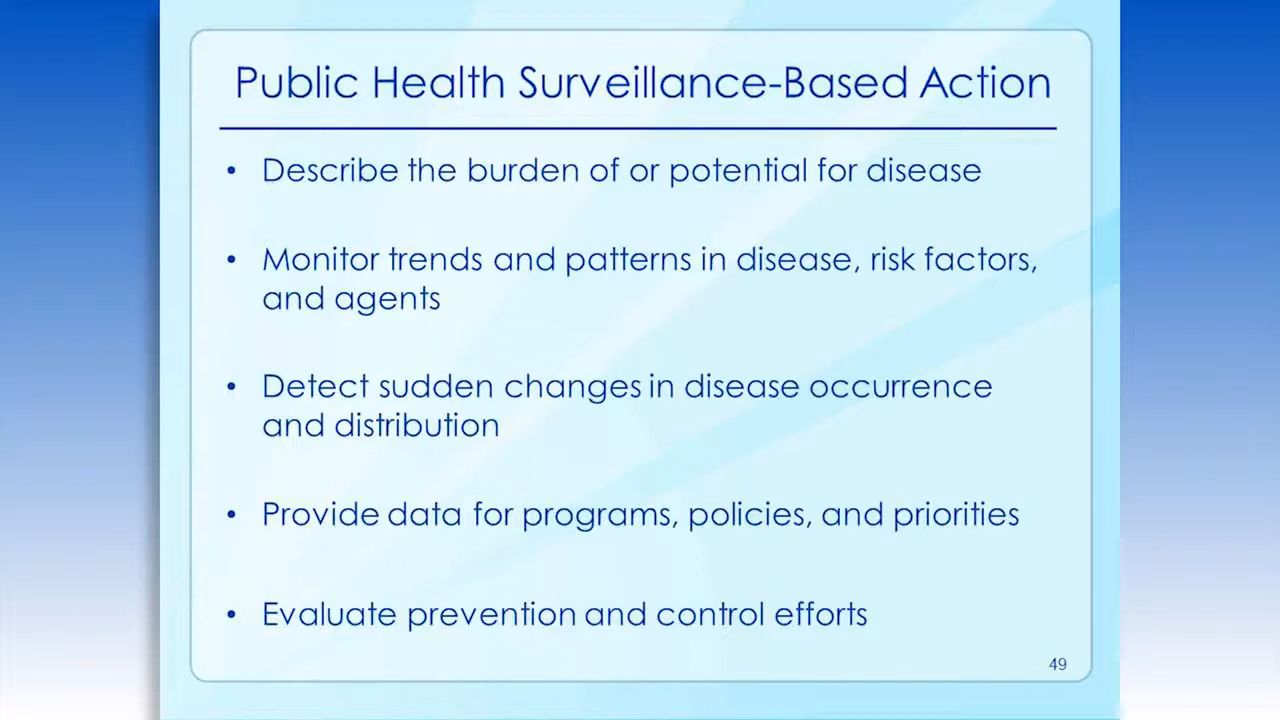 Public Health Surveillance-Based Action
• Describe the burden of or potential for disease
• Monitor trends and patterns in disease, risk factors,
and agents
• Detect sudden changes in disease occurrence
and distribution
• Provide data for programs, policies, and priorities
• Evaluate prevention and control efforts
49